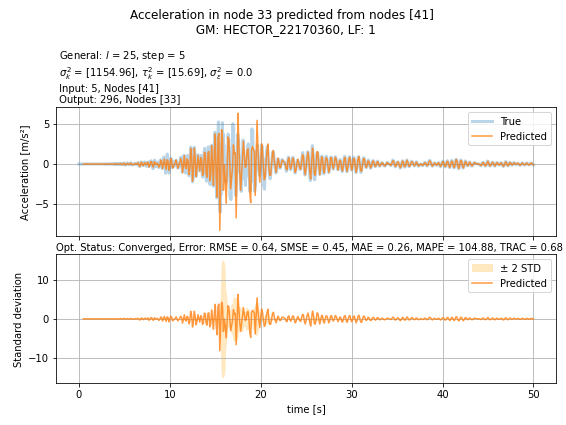 Acceleration in node 33 predicted from nodes [41]
GM: HECTOR_22170360, LF: 1
General: l = 25, step = 5
σ²ₖ = [1154.96], τ²ₖ = [15.69], σ²ε = 0.0
Input: 5, Nodes [41]
Output: 296, Nodes [33]
Acceleration [m/s²]
5
0
−5
True
Predicted
Opt. Status: Converged, Error: RMSE = 0.64, SMSE = 0.45, MAE = 0.26, MAPE = 104.88, TRAC = 0.68
Standard deviation
10
0
−10
± 2 STD
Predicted
0 10 20 30 40 50
time [s]